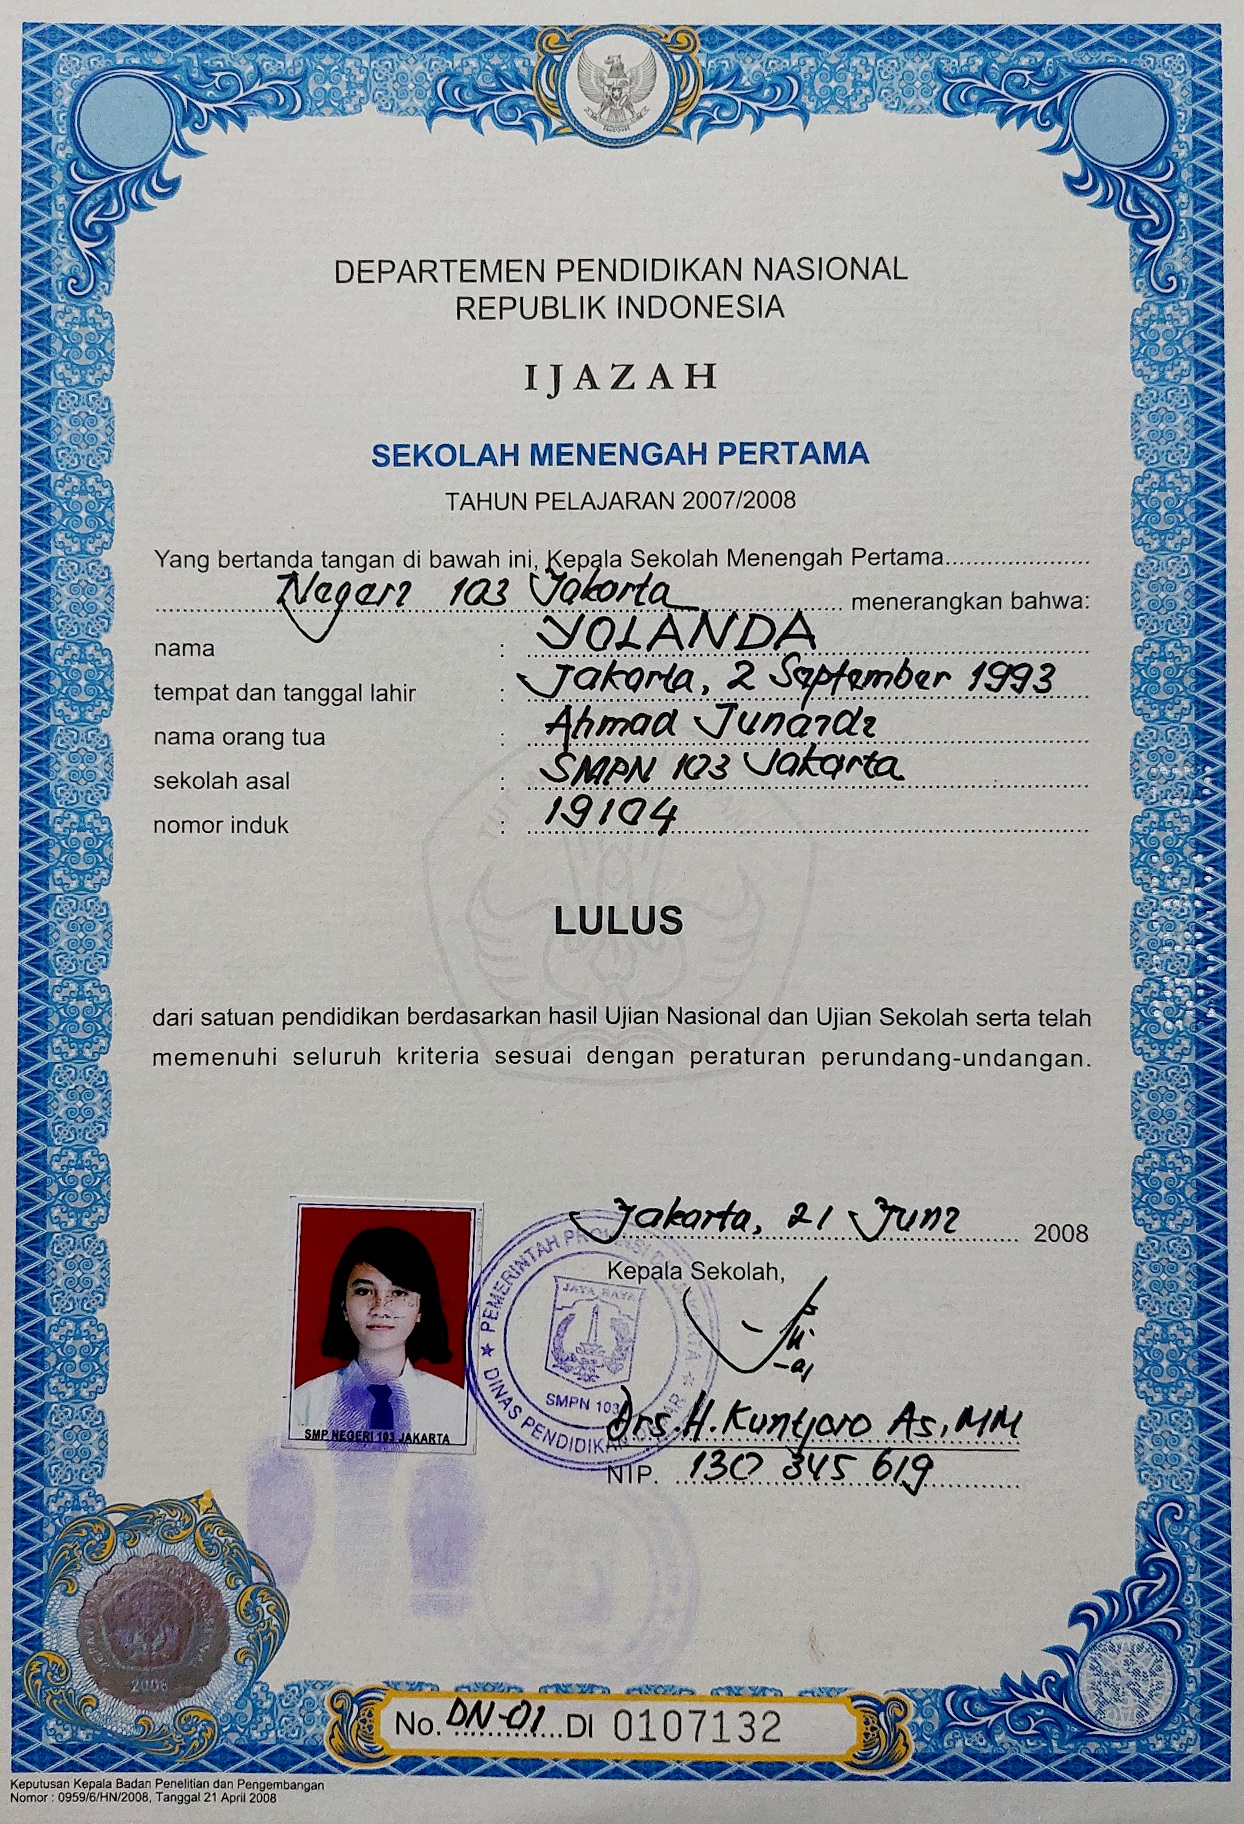 DEPARTEMEN PENDIDIKAN NASIONAL
REPUBLIK INDONESIA
IJAZAH
SEKOLAH MENENGAH PERTAMA
TAHUN PELAJARAN 2007/2008
Yang bertanda tangan di bawah ini, Kepala Sekolah Menengah Pertama
Negeri 103 Jakarta menerangkan bahwa:
nama : YOLANDA
tempat dan tanggal lahir : Jakarta, 2 September 1993
nama orang tua : Ahmad Junaidi
sekolah asal : SMPN 103 Jakarta
nomor induk : 19104
LULUS
dari satuan pendidikan berdasarkan hasil Ujian Nasional dan Ujian Sekolah serta telah
memenuhi seluruh kriteria sesuai dengan peraturan perundang-undangan.
Jakarta, 21 Juni 2008
Kepala Sekolah,
PEMERINTAH PROVINSI
JAYA RAYA
SMPN 103
DINAS PENDIDIKAN DASAR
SMP NEGERI 103 JAKARTA
Drs.H.Kuntjoro As,MM
NIP. 130 345 619
2008
No. DN-01 DI 0107132
Keputusan Kepala Badan Penelitian dan Pengembangan
Nomor : 0959/6/HN/2008, Tanggal 21 April 2008